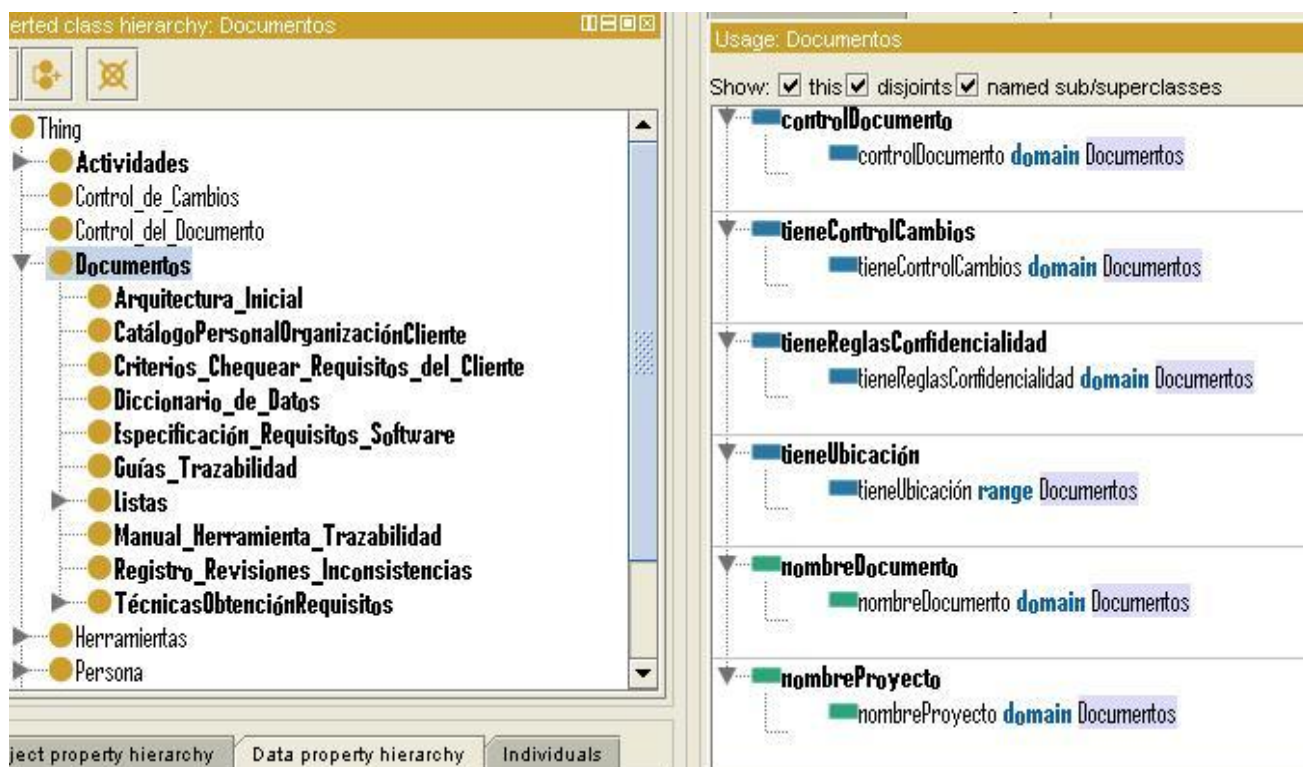 erted class hierarchy: Documentos
Thing
Actividades
Control_de_Cambios
Control_del_Documento
Documentos
Arquitectura_Inicial
CatálogoPersonalOrganizaciónCliente
Criterios_Chequear_Requisitos_del_Cliente
Diccionario_de_Datos
Especificación_Requisitos_Software
Guías_Trazabilidad
Listas
Manual_Herramienta_Trazabilidad
Registro_Revisiones_Inconsistencias
TécnicasObtenciónRequisitos
Herramientas
Persona
ject property hierarchy
Data property hierarchy
Individuals
Usage: Documentos
Show: this disjoints named sub/superclasses
controlDocumento
controlDocumento domain Documentos
tieneControlCambios
tieneControlCambios domain Documentos
tieneReglasConfidencialidad
tieneReglasConfidencialidad domain Documentos
tieneUbicación
tieneUbicación range Documentos
nombreDocumento
nombreDocumento domain Documentos
nombreProyecto
nombreProyecto domain Documentos